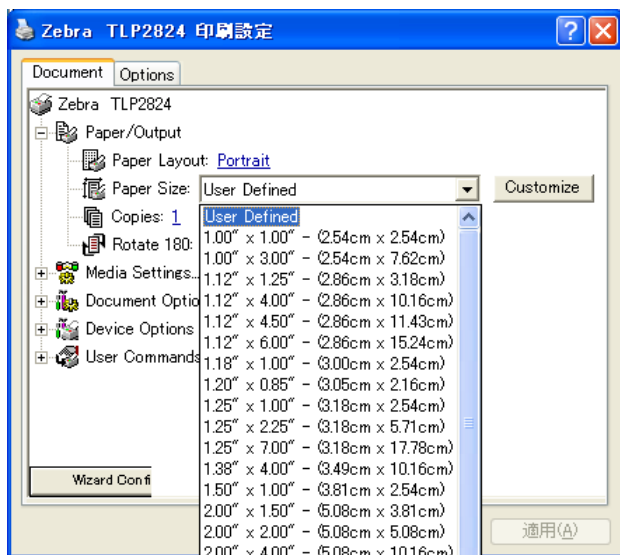 Zebra TLP2824 印刷設定
Document Options
Zebra TLP2824
Paper/Output
Paper Layout: Portrait
Paper Size: User Defined Customize
Copies: 1
Rotate 180:
Media Settings..
Document Optio
Device Options
User Commands
User Defined
1.00" x 1.00" - (2.54cm x 2.54cm)
1.00" x 3.00" - (2.54cm x 7.62cm)
1.12" x 1.25" - (2.86cm x 3.18cm)
1.12" x 4.00" - (2.86cm x 10.16cm)
1.12" x 4.50" - (2.86cm x 11.43cm)
1.12" x 6.00" - (2.86cm x 15.24cm)
1.18" x 1.00" - (3.00cm x 2.54cm)
1.20" x 0.85" - (3.05cm x 2.16cm)
1.25" x 1.00" - (3.18cm x 2.54cm)
1.25" x 2.25" - (3.18cm x 5.71cm)
1.25" x 7.00" - (3.18cm x 17.78cm)
1.38" x 4.00" - (3.49cm x 10.16cm)
1.50" x 1.00" - (3.81cm x 2.54cm)
2.00" x 1.50" - (5.08cm x 3.81cm)
2.00" x 2.00" - (5.08cm x 5.08cm)
2.00" x 4.00" - (5.08cm x 10.16cm)
Wizard Confi
適用(A)